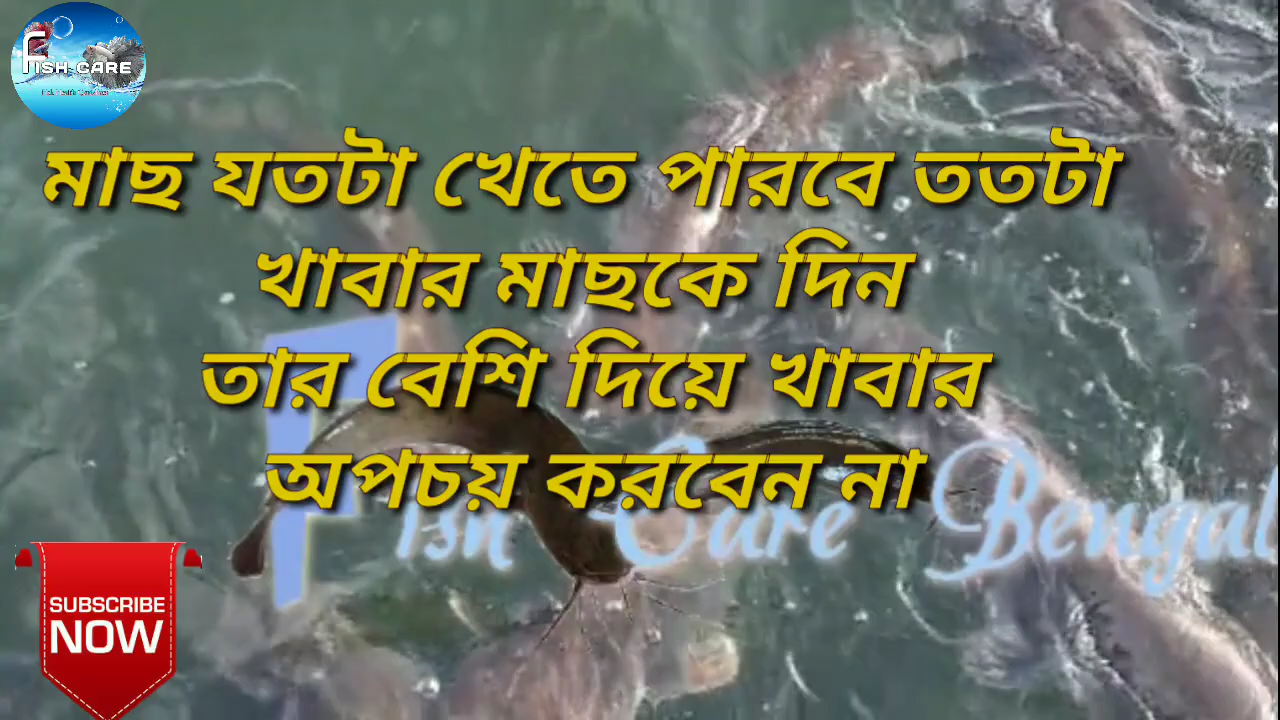 FISH CARE
মাছ যতটা খেতে পারবে ততটা
খাবার মাছকে দিন
তার বেশি দিয়ে খাবার
অপচয় করবেন না
Fish Care Bengal
SUBSCRIBE
NOW